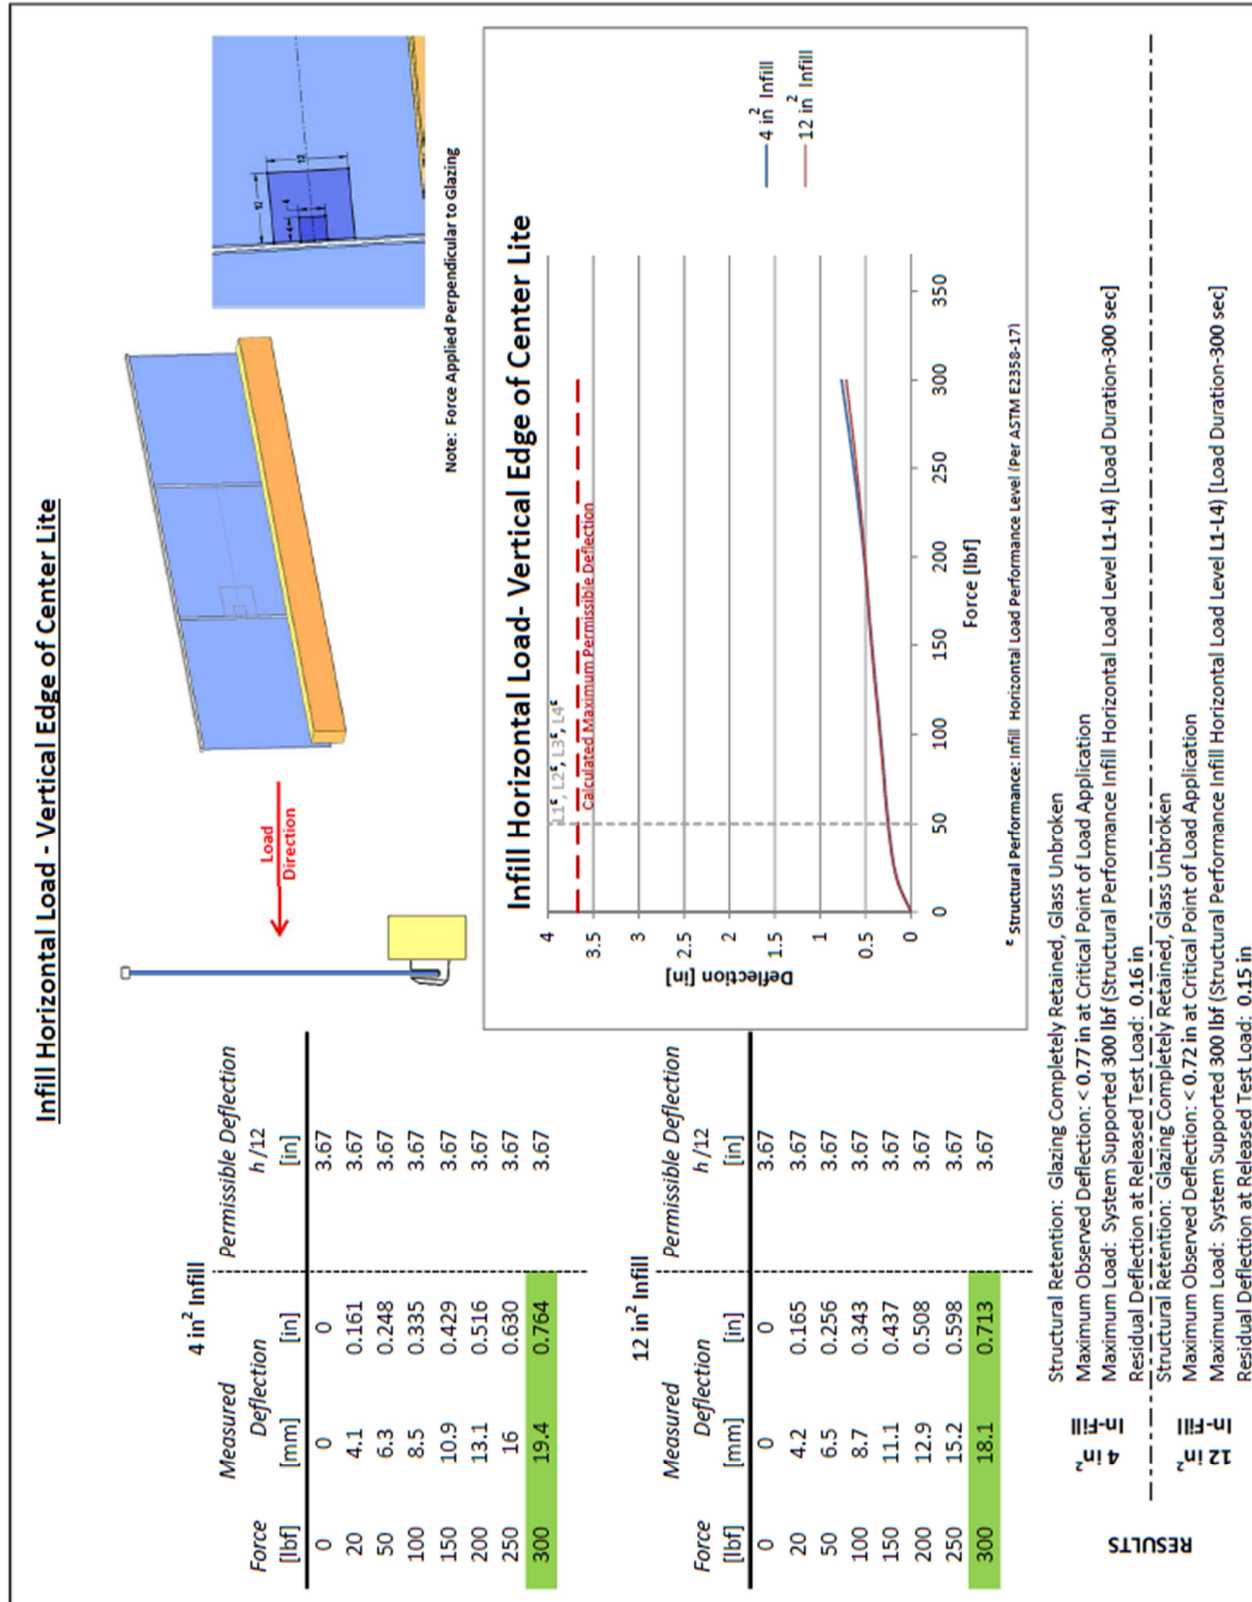 Infill Horizontal Load - Vertical Edge of Center Lite
4 in² Infill
Measured Permissible Deflection
Force Deflection h /12
[lbf] [mm] [in] [in]
0 0 0 3.67
20 4.1 0.161 3.67
50 6.3 0.248 3.67
100 8.5 0.335 3.67
150 10.9 0.429 3.67
200 13.1 0.516 3.67
250 16 0.630 3.67
300 19.4 0.764 3.67
12 in² Infill
Measured Permissible Deflection
Force Deflection h /12
[lbf] [mm] [in] [in]
0 0 0 3.67
20 4.2 0.165 3.67
50 6.5 0.256 3.67
100 8.7 0.343 3.67
150 11.1 0.437 3.67
200 12.9 0.508 3.67
250 15.2 0.598 3.67
300 18.1 0.713 3.67
Load
Direction
12
12
4
4
Note: Force Applied Perpendicular to Glazing
Infill Horizontal Load- Vertical Edge of Center Lite
4
3.5
3
2.5
2
1.5
1
0.5
0
Deflection [in]
L1ᵋ, L2ᵋ, L3ᵋ, L4ᵋ
Calculated Maximum Permissible Deflection
4 in² Infill
12 in² Infill
0 50 100 150 200 250 300 350
Force [lbf]
ᵋ Structural Performance: Infill Horizontal Load Performance Level (Per ASTM E2358-17)
RESULTS
4 in²
In-Fill
Structural Retention: Glazing Completely Retained, Glass Unbroken
Maximum Observed Deflection: < 0.77 in at Critical Point of Load Application
Maximum Load: System Supported 300 lbf (Structural Performance Infill Horizontal Load Level L1-L4) [Load Duration-300 sec]
Residual Deflection at Released Test Load: 0.16 in
12 in²
In-Fill
Structural Retention: Glazing Completely Retained, Glass Unbroken
Maximum Observed Deflection: < 0.72 in at Critical Point of Load Application
Maximum Load: System Supported 300 lbf (Structural Performance Infill Horizontal Load Level L1-L4) [Load Duration-300 sec]
Residual Deflection at Released Test Load: 0.15 in